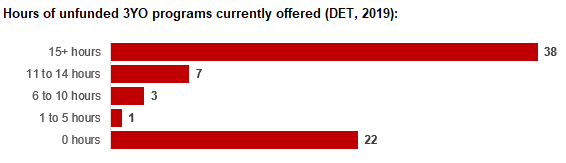 Hours of unfunded 3YO programs currently offered (DET, 2019):
15+ hours 38
11 to 14 hours 7
6 to 10 hours 3
1 to 5 hours 1
0 hours 22